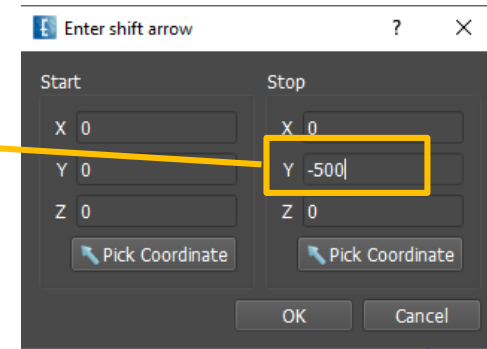 Enter shift arrow ? ×
Start Stop
X 0 X 0
Y 0 Y -500
Z 0 Z 0
Pick Coordinate Pick Coordinate
OK Cancel